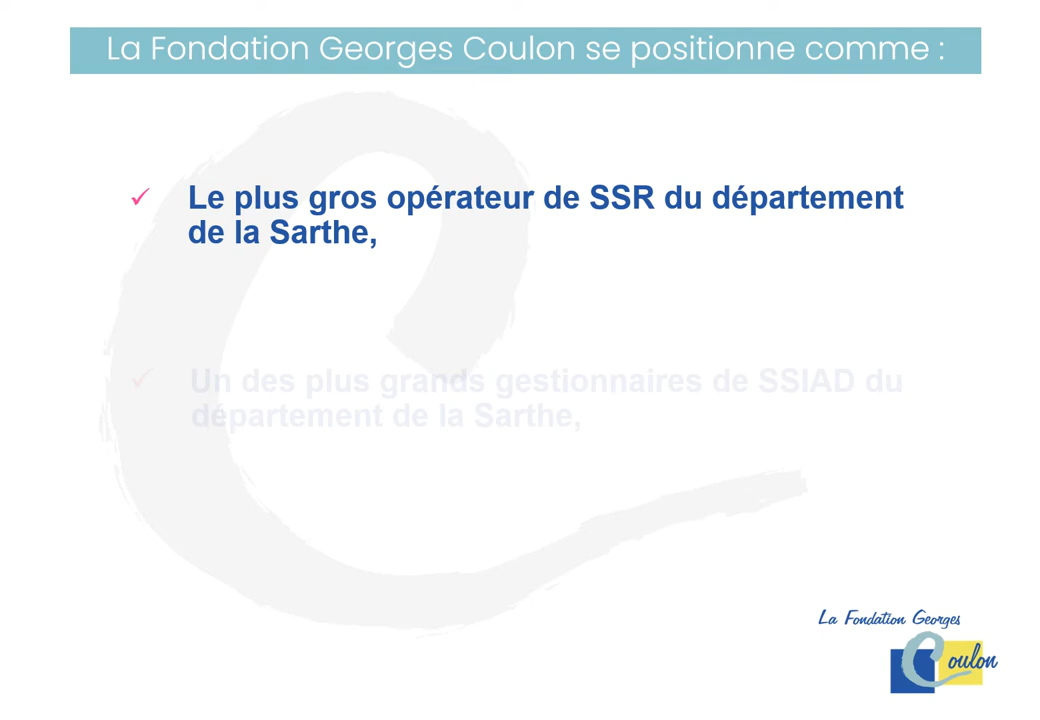 La Fondation Georges Coulon se positionne comme :
Le plus gros opérateur de SSR du département
de la Sarthe,
Un des plus grands gestionnaires de SSIAD du
département de la Sarthe,
La Fondation Georges
Coulon